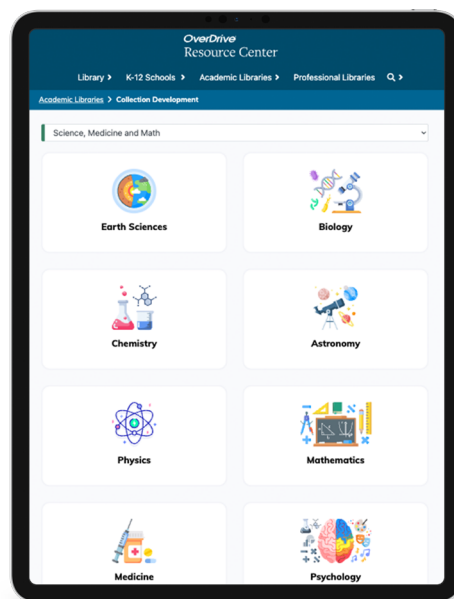 OverDrive
Resource Center
Library > K-12 Schools > Academic Libraries > Professional Libraries >
Academic Libraries > Collection Development
Science, Medicine and Math
Earth Sciences
Biology
Chemistry
Astronomy
Physics
Mathematics
Medicine
Psychology